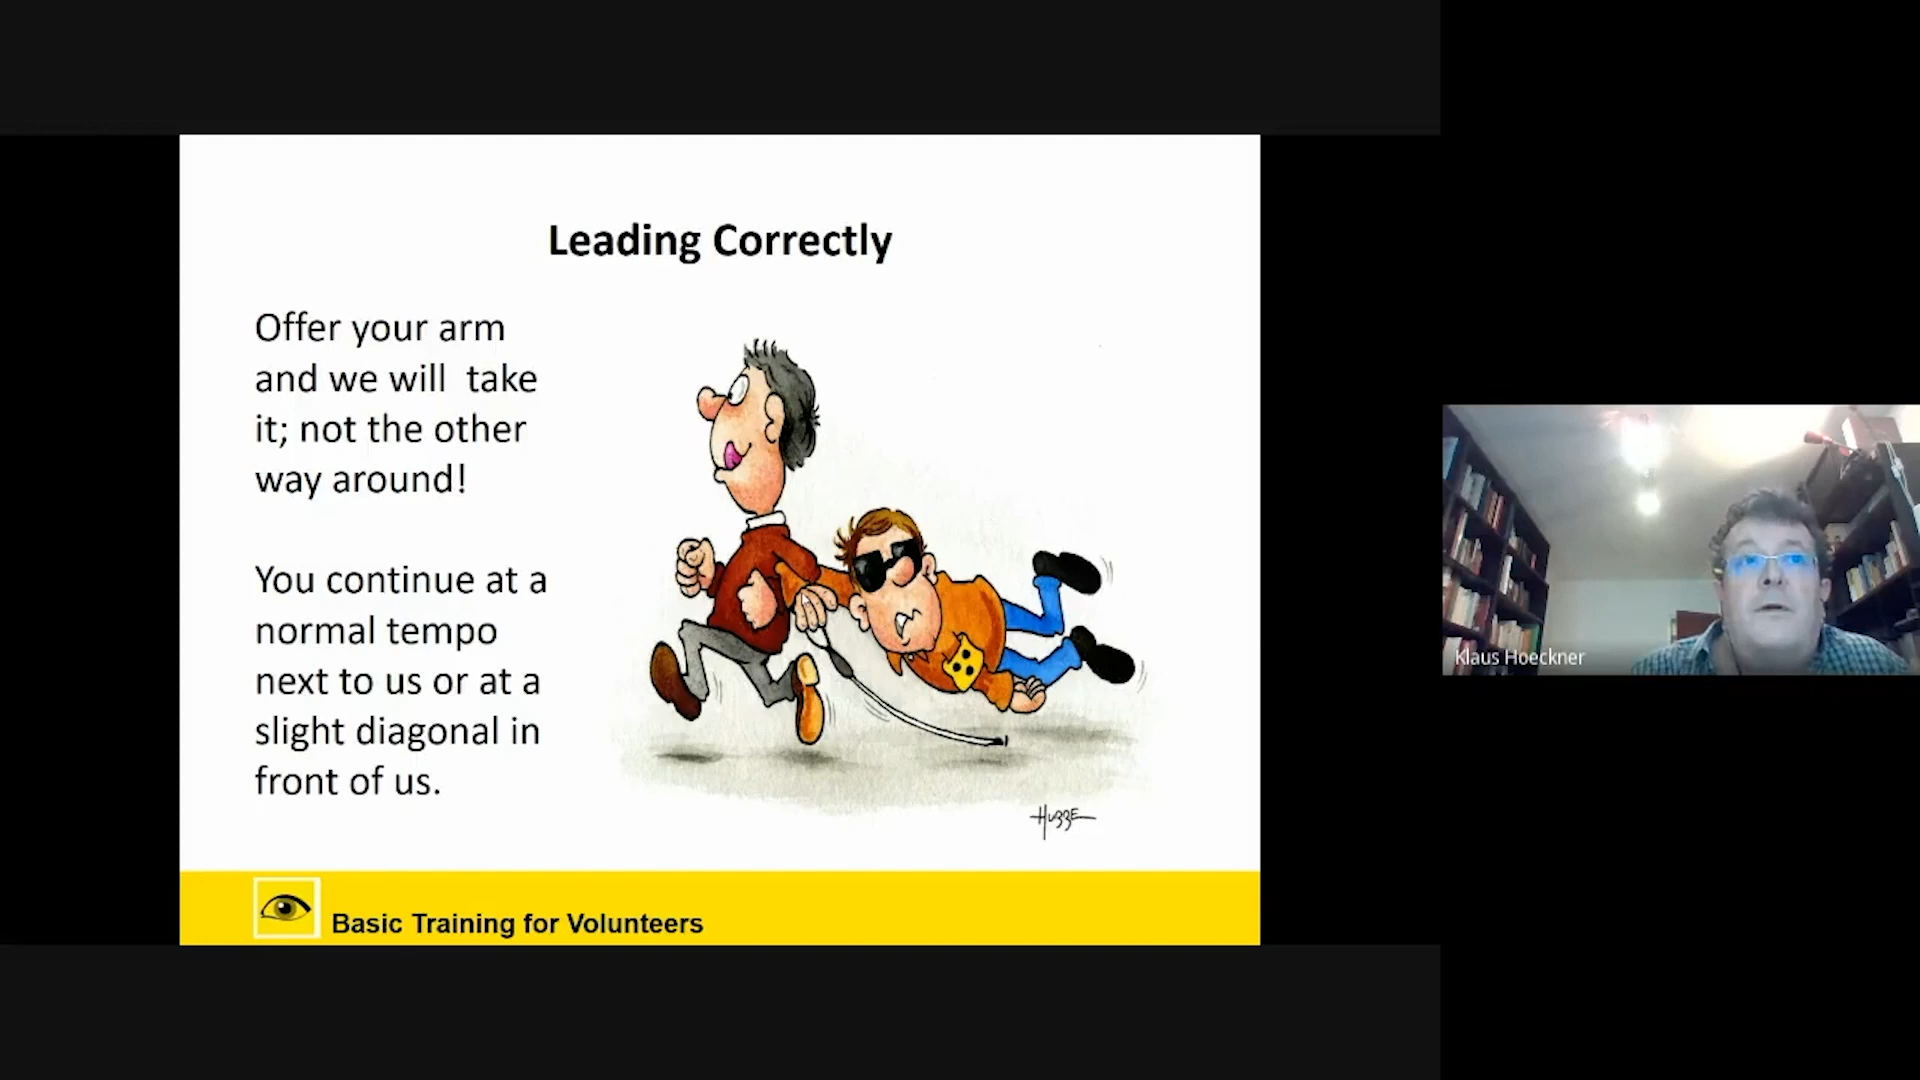 Leading Correctly
Offer your arm
and we will take
it; not the other
way around!
You continue at a
normal tempo
next to us or at a
slight diagonal in
front of us.
HUZZE
Basic Training for Volunteers
Klaus Hoeckner